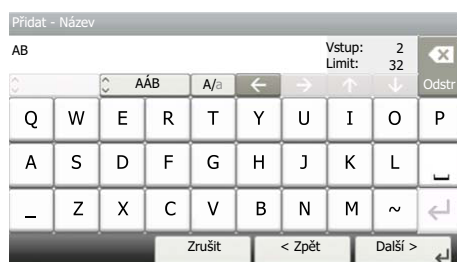 Přidat - Název
AB
Vstup: 2
Limit: 32
AÁB A/a Odstr
Q W E R T Y U I O P
A S D F G H J K L
_ Z X C V B N M ~
Zrušit < Zpět Další >